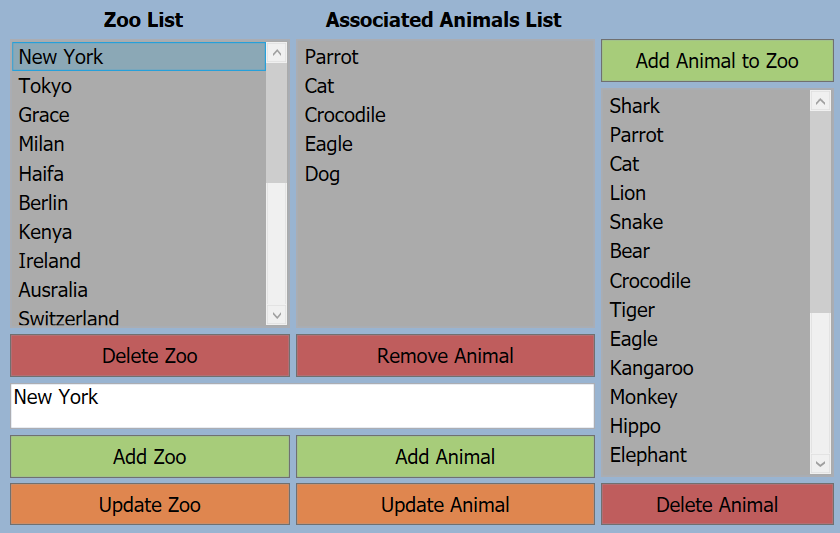 Zoo List
New York
Tokyo
Grace
Milan
Haifa
Berlin
Kenya
Ireland
Ausralia
Switzerland
Delete Zoo
Associated Animals List
Parrot
Cat
Crocodile
Eagle
Dog
Remove Animal
New York
Add Zoo
Add Animal
Update Zoo
Update Animal
Add Animal to Zoo
Shark
Parrot
Cat
Lion
Snake
Bear
Crocodile
Tiger
Eagle
Kangaroo
Monkey
Hippo
Elephant
Delete Animal